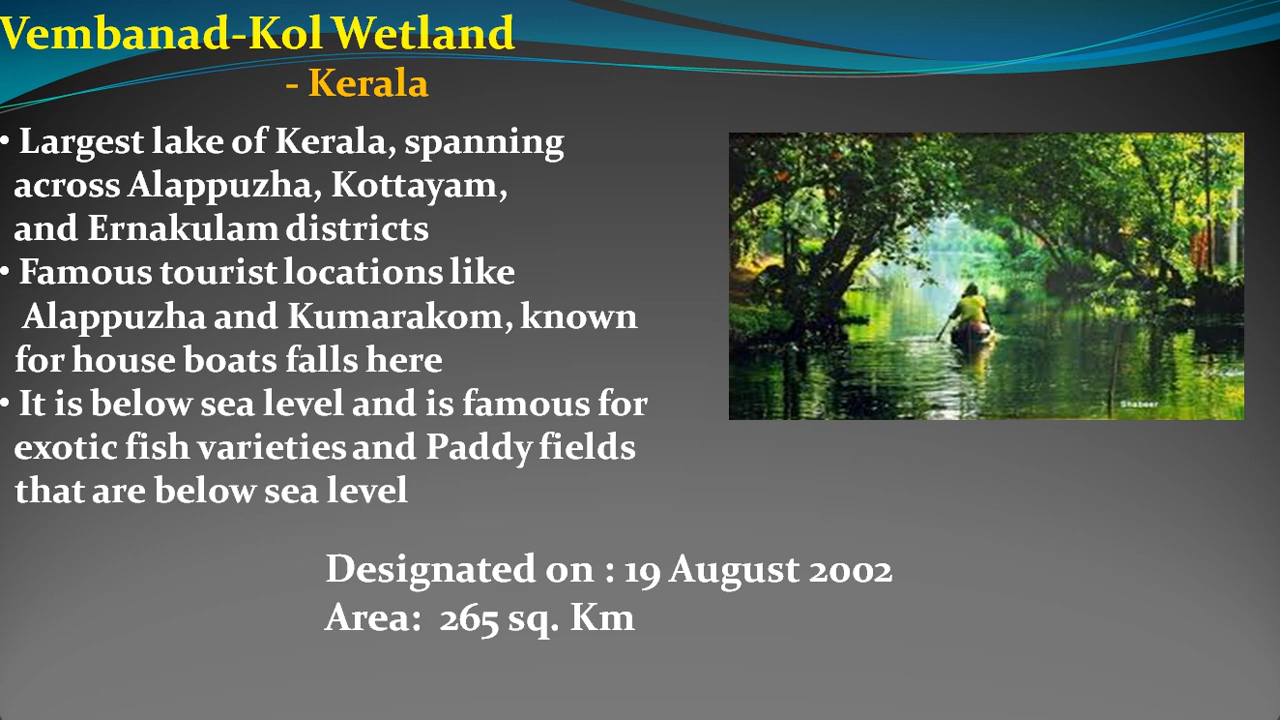 Vembanad-Kol Wetland
- Kerala
• Largest lake of Kerala, spanning
across Alappuzha, Kottayam,
and Ernakulam districts
• Famous tourist locations like
Alappuzha and Kumarakom, known
for house boats falls here
• It is below sea level and is famous for
exotic fish varieties and Paddy fields
that are below sea level
Shabeer
Designated on : 19 August 2002
Area: 265 sq. Km